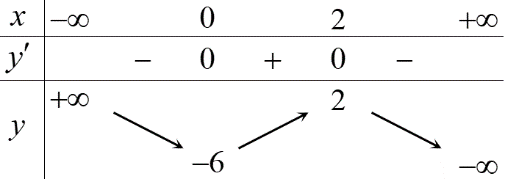 x −∞ 0 2 +∞
y′ − 0 + 0 −
+∞ 2
y
−6 −∞